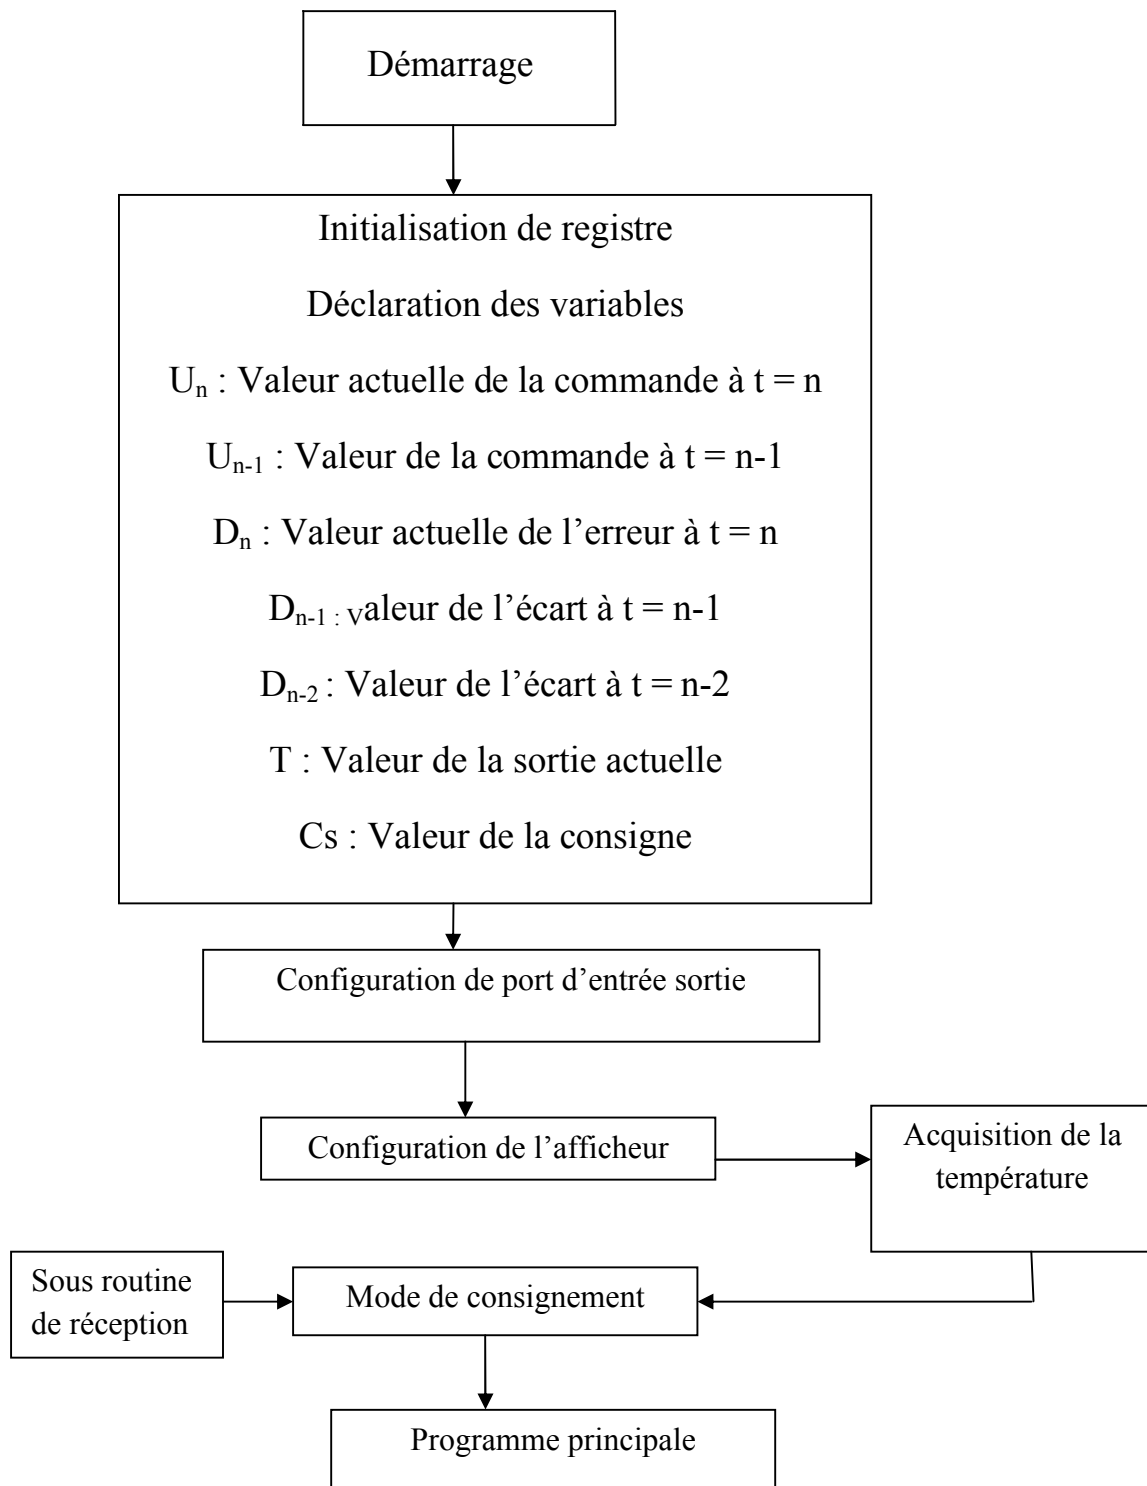 Démarrage
Initialisation de registre
Déclaration des variables
Uₙ : Valeur actuelle de la commande à t = n
Uₙ₋₁ : Valeur de la commande à t = n-1
Dₙ : Valeur actuelle de l’erreur à t = n
Dₙ₋₁ : Valeur de l’écart à t = n-1
Dₙ₋₂ : Valeur de l’écart à t = n-2
T : Valeur de la sortie actuelle
Cs : Valeur de la consigne
Configuration de port d’entrée sortie
Configuration de l’afficheur
Acquisition de la
température
Sous routine
de réception
Mode de consignement
Programme principale